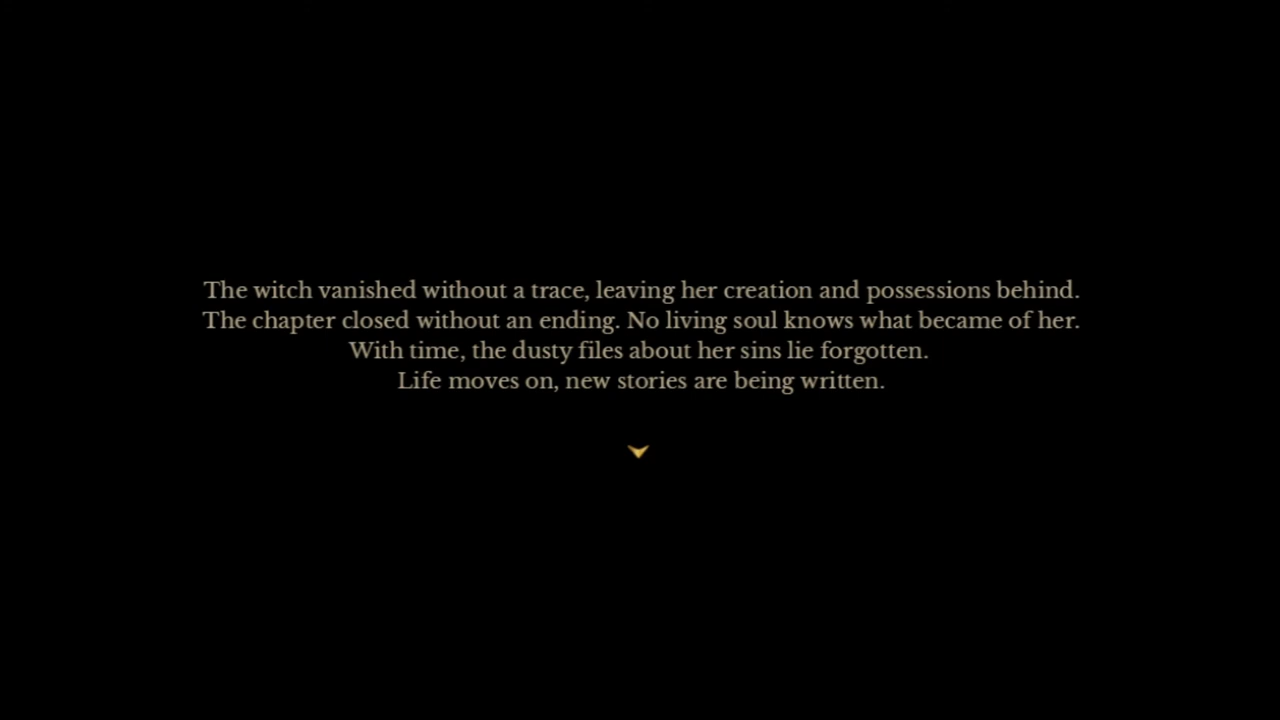 The witch vanished without a trace, leaving her creation and possessions behind.
The chapter closed without an ending. No living soul knows what became of her.
With time, the dusty files about her sins lie forgotten.
Life moves on, new stories are being written.